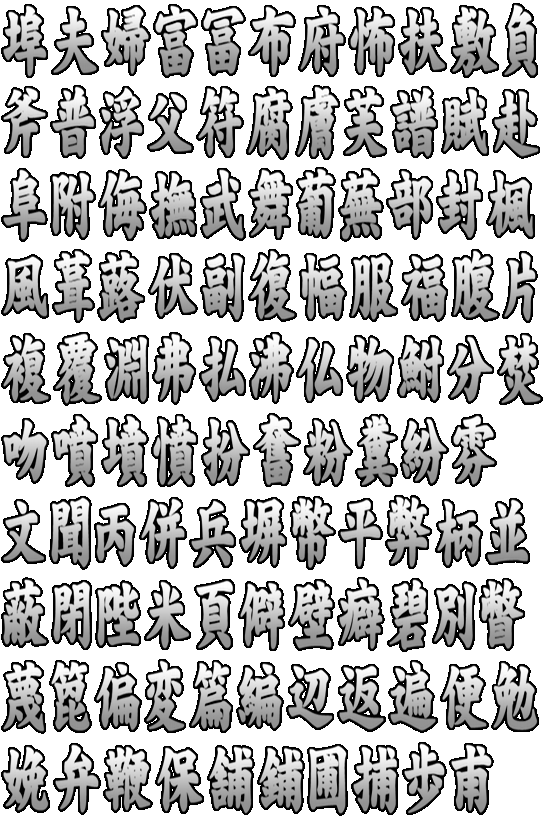 埠夫婦富冨布府怖扶敷負
斧普浮父符腐膚芙譜賦赴
阜附侮撫武舞葡蕪部封楓
風葺蕗伏副復幅服福腹片
複覆淵弗払沸仏物鮒分焚
吻噴墳憤扮奮粉糞紛雰
文聞丙併兵塀幣平弊柄並
蔽閉陛米頁僻壁癖碧別瞥
蔑箆偏変篇編辺返遍便勉
娩弁鞭保舗鋪圃捕歩甫